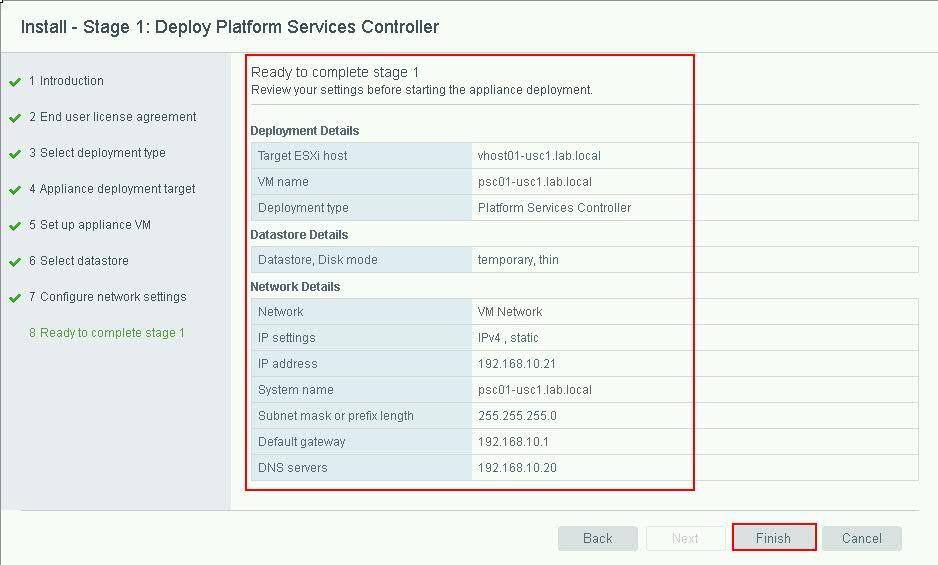 Install - Stage 1: Deploy Platform Services Controller
1 Introduction
2 End user license agreement
3 Select deployment type
4 Appliance deployment target
5 Set up appliance VM
6 Select datastore
7 Configure network settings
8 Ready to complete stage 1
Ready to complete stage 1
Review your settings before starting the appliance deployment.
Deployment Details
Target ESXi host vhost01-usc1.lab.local
VM name psc01-usc1.lab.local
Deployment type Platform Services Controller
Datastore Details
Datastore, Disk mode temporary, thin
Network Details
Network VM Network
IP settings IPv4 , static
IP address 192.168.10.21
System name psc01-usc1.lab.local
Subnet mask or prefix length 255.255.255.0
Default gateway 192.168.10.1
DNS servers 192.168.10.20
Back Next Finish Cancel